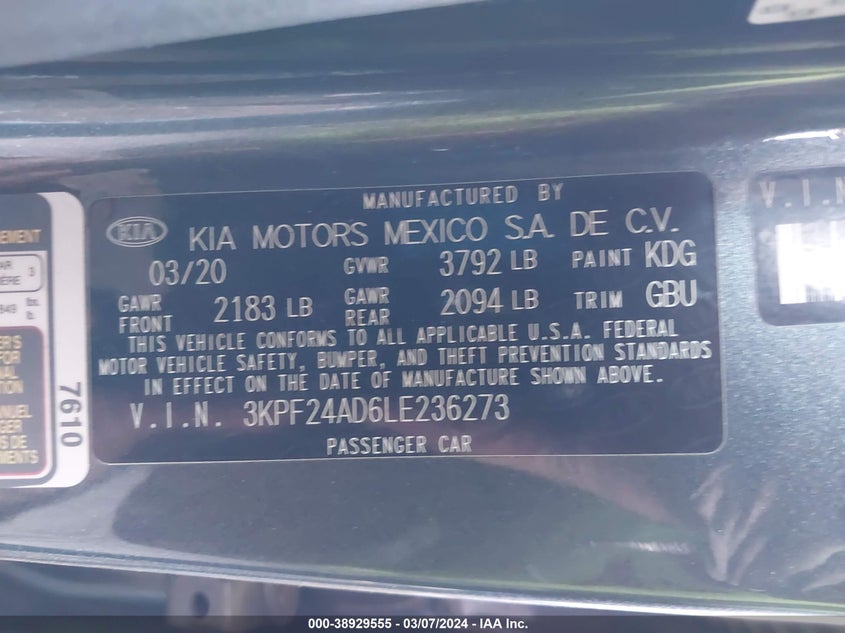 MANUFACTURED BY
KIA KIA MOTORS MEXICO S.A. DE C.V.
03/20 GVWR 3792 LB PAINT KDG
GAWR FRONT 2183 LB GAWR REAR 2094 LB TRIM GBU
THIS VEHICLE CONFORMS TO ALL APPLICABLE U.S.A. FEDERAL
MOTOR VEHICLE SAFETY, BUMPER, AND THEFT PREVENTION STANDARDS
IN EFFECT ON THE DATE OF MANUFACTURE SHOWN ABOVE.
V.I.N. 3KPF24AD6LE236273
PASSENGER CAR
7610
V.I.N
000-38929555 - 03/07/2024 - IAA Inc.